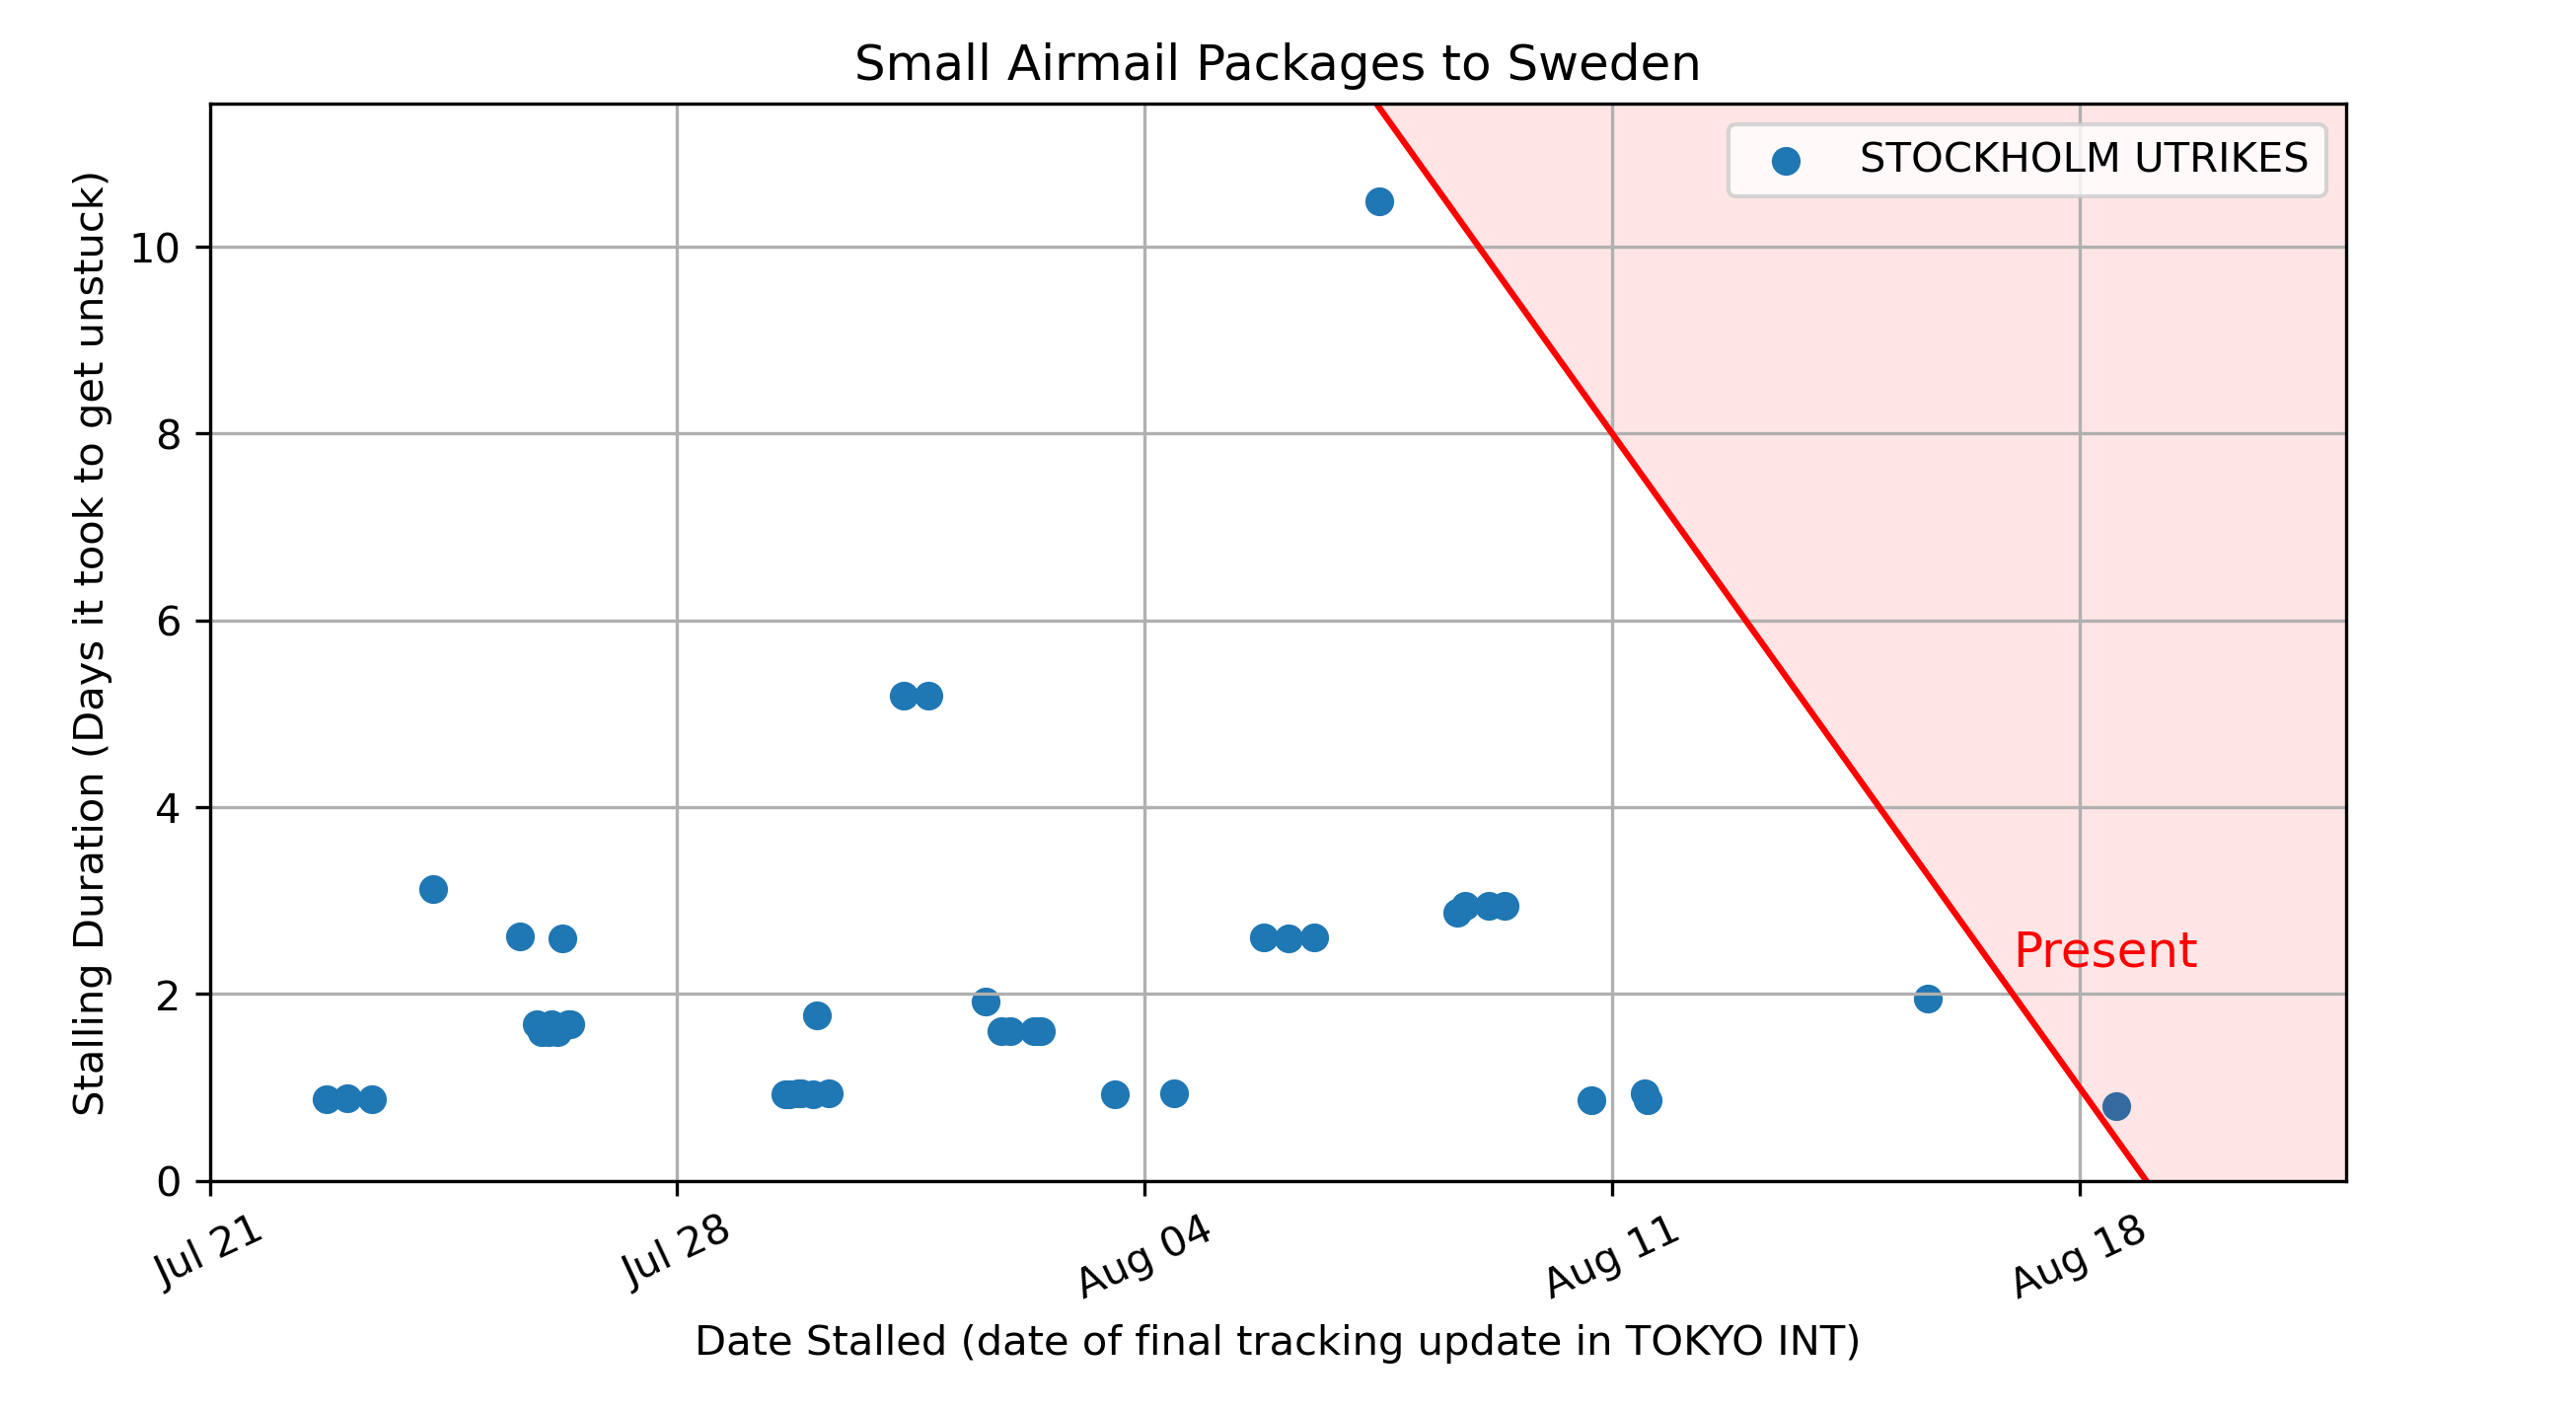 Small Airmail Packages to Sweden
STOCKHOLM UTRIKES
Stalling Duration (Days it took to get unstuck)
10
8
6
4
2
0
Present
Jul 21
Jul 28
Aug 04
Aug 11
Aug 18
Date Stalled (date of final tracking update in TOKYO INT)